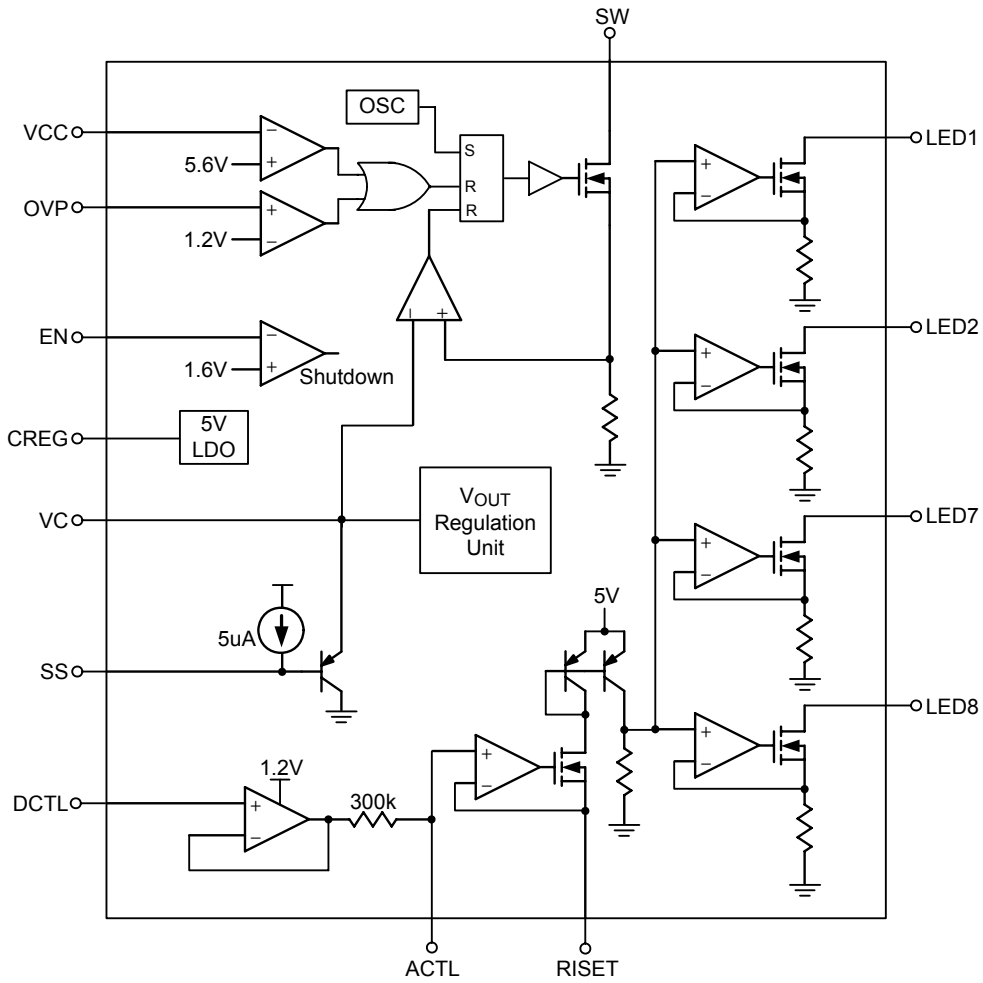 SW
OSC
VCC
−
5.6V
+
S
R
R
OVP
+
1.2V
−
−
+
EN
−
1.6V
+
Shutdown
CREG
5V
LDO
VC
VOUT
Regulation
Unit
5uA
SS
5V
DCTL
+
−
1.2V
300k
+
−
ACTL
RISET
+
−
LED1
+
−
LED2
+
−
LED7
+
−
LED8